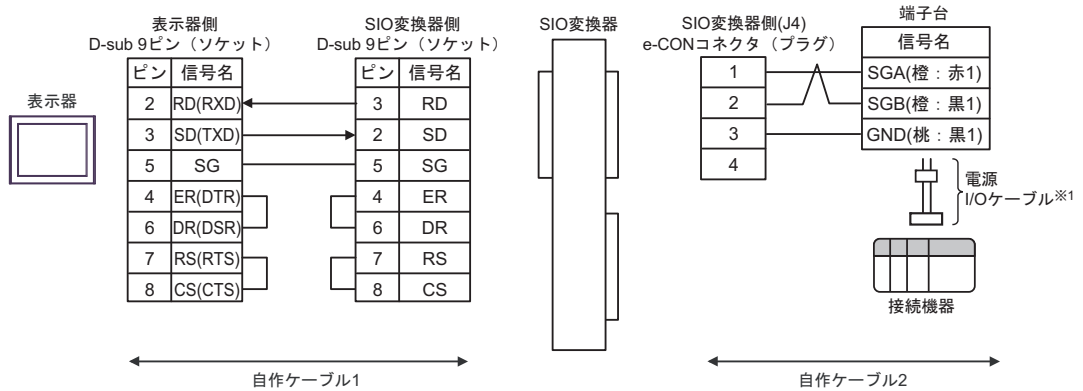 表示器
表示器側
D-sub 9ピン（ソケット）
ピン 信号名
2 RD(RXD)
3 SD(TXD)
5 SG
4 ER(DTR)
6 DR(DSR)
7 RS(RTS)
8 CS(CTS)
SIO変換器側
D-sub 9ピン（ソケット）
ピン 信号名
3 RD
2 SD
5 SG
4 ER
6 DR
7 RS
8 CS
自作ケーブル1
SIO変換器
SIO変換器側(J4)
e-CONコネクタ（プラグ）
1
2
3
4
端子台
信号名
SGA(橙：赤1)
SGB(橙：黒1)
GND(桃：黒1)
電源
I/Oケーブル※1
接続機器
自作ケーブル2